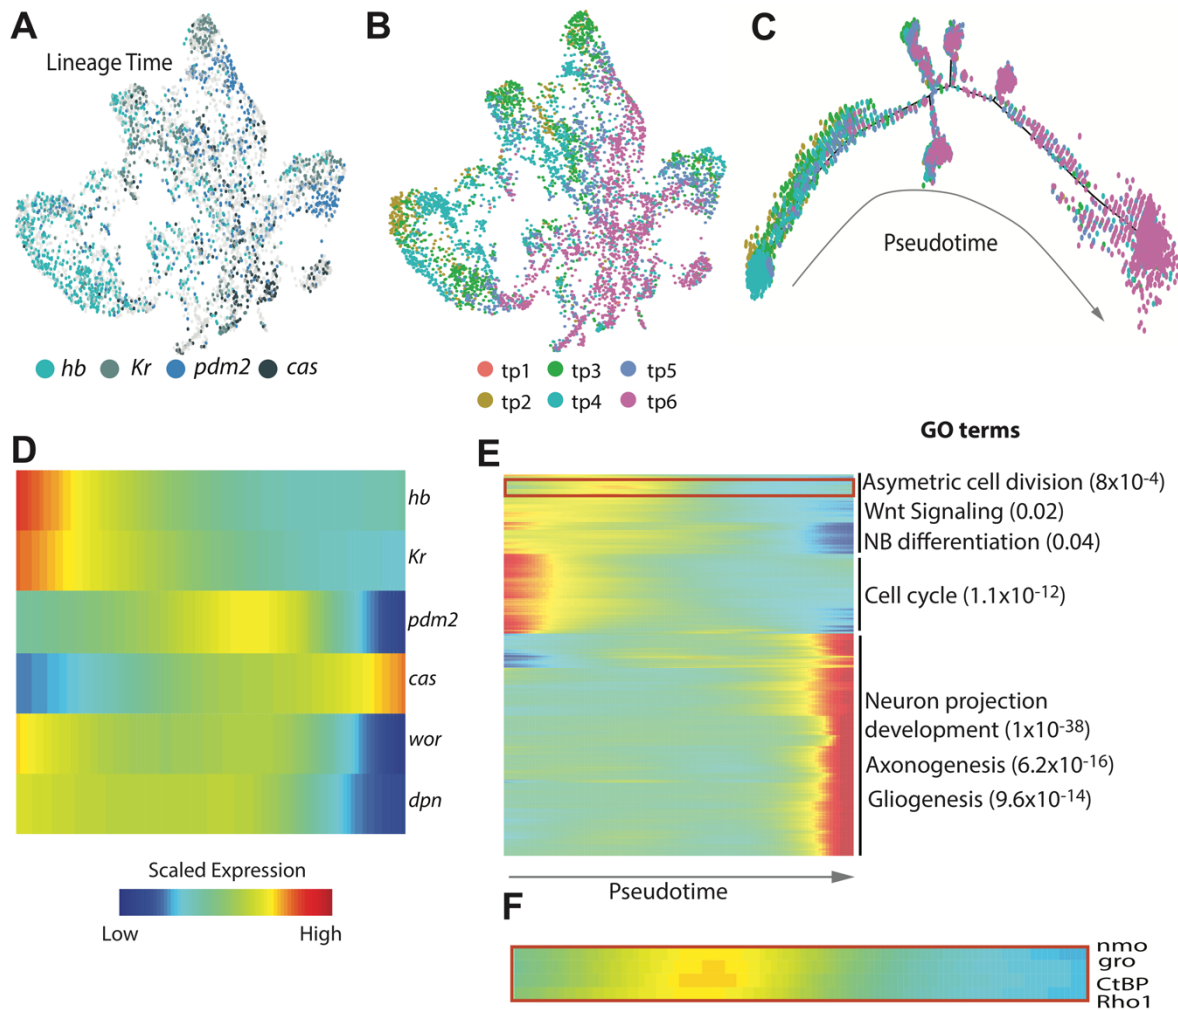 A
B
C
Lineage Time
Pseudotime
hb Kr pdm2 cas
tp1 tp3 tp5
tp2 tp4 tp6
GO terms
D
hb
Kr
pdm2
cas
wor
dpn
Scaled Expression
Low High
E
Asymetric cell division (8x10-4)
Wnt Signaling (0.02)
NB differentiation (0.04)
Cell cycle (1.1x10-12)
Neuron projection
development (1x10-38)
Axonogenesis (6.2x10-16)
Gliogenesis (9.6x10-14)
Pseudotime
F
nmo
gro
CtBP
Rho1